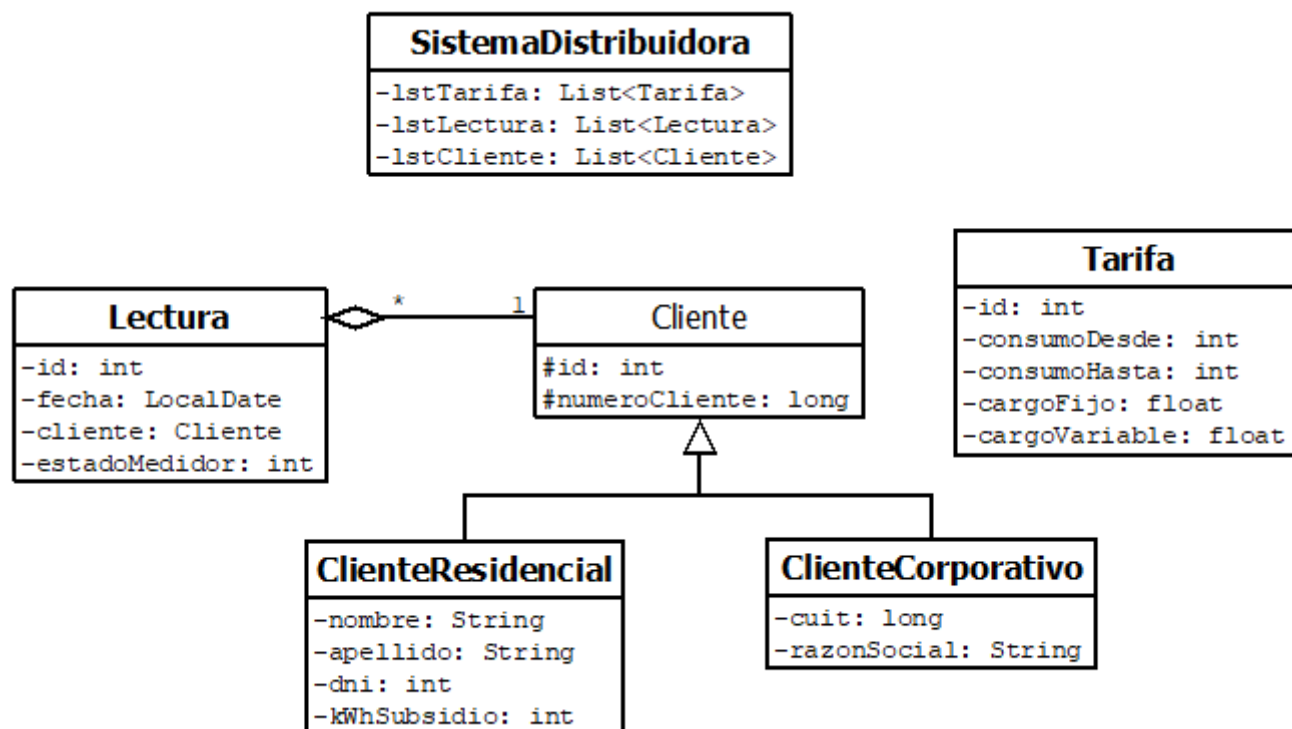 SistemaDistribuidora
-lstTarifa: List<Tarifa>
-lstLectura: List<Lectura>
-lstCliente: List<Cliente>
Lectura
-id: int
-fecha: LocalDate
-cliente: Cliente
-estadoMedidor: int
*
1
Cliente
#id: int
#numeroCliente: long
Tarifa
-id: int
-consumoDesde: int
-consumoHasta: int
-cargoFijo: float
-cargoVariable: float
ClienteResidencial
-nombre: String
-apellido: String
-dni: int
-kWhSubsidio: int
ClienteCorporativo
-cuit: long
-razonSocial: String